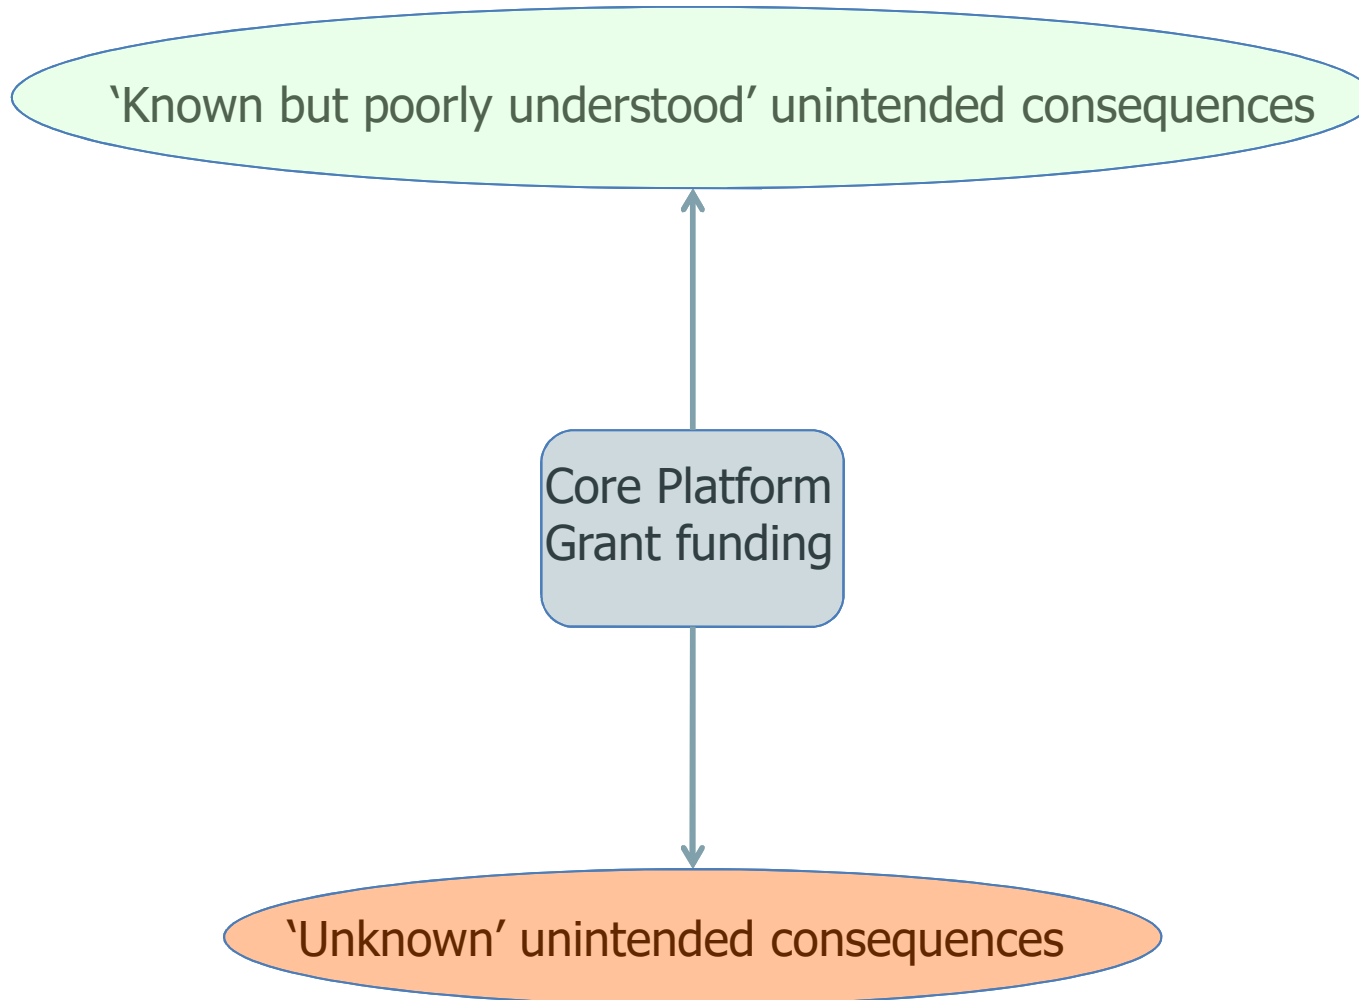 ‘Known but poorly understood’ unintended consequences
Core Platform
Grant funding
‘Unknown’ unintended consequences